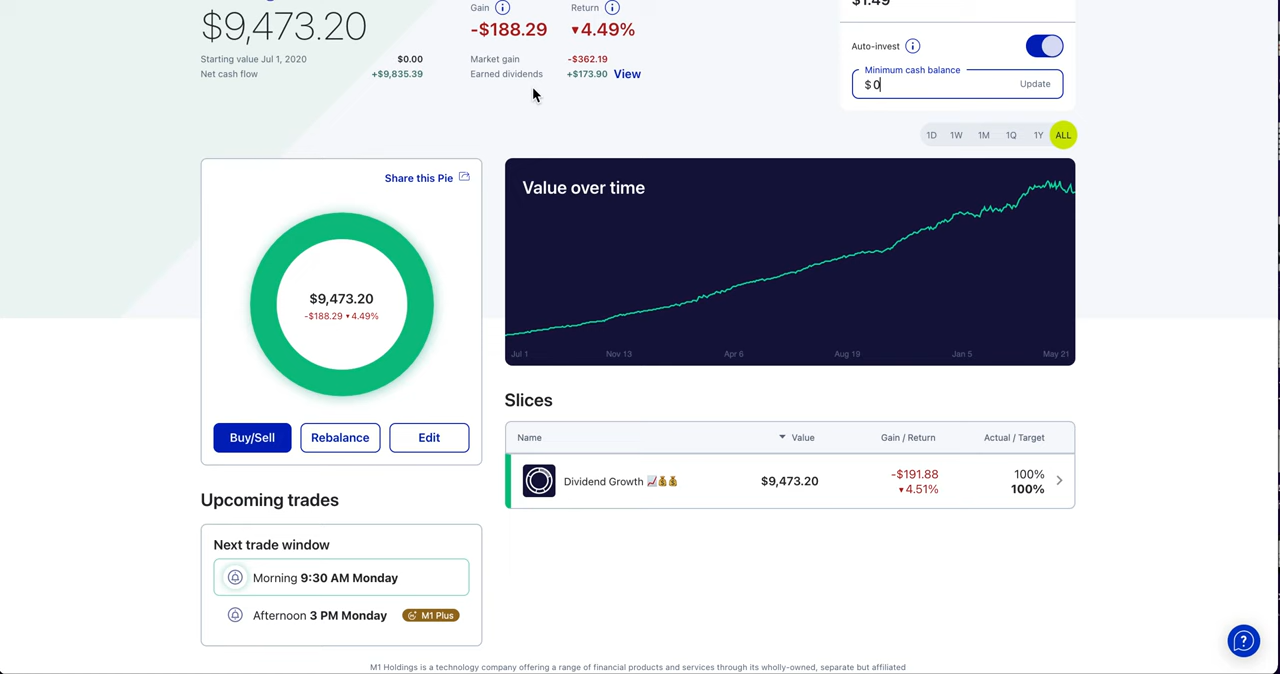 $1.49
$9,473.20
Gain
Return
-$188.29
▼4.49%
Starting value Jul 1, 2020
$0.00
Net cash flow
+$9,835.39
Market gain
-$362.19
Earned dividends
+$173.90 View
Auto-invest
Minimum cash balance
$0
Update
1D 1W 1M 1Q 1Y ALL
Share this Pie
$9,473.20
-$188.29 ▼4.49%
Buy/Sell
Rebalance
Edit
Value over time
Jul 1 Nov 13 Apr 6 Aug 19 Jan 5 May 21
Slices
Name
▼ Value
Gain / Return
Actual / Target
Dividend Growth 📈💰💰
$9,473.20
-$191.88
▼4.51%
100%
100%
Upcoming trades
Next trade window
Morning 9:30 AM Monday
Afternoon 3 PM Monday
M1 Plus
M1 Holdings is a technology company offering a range of financial products and services through its wholly-owned, separate but affiliated